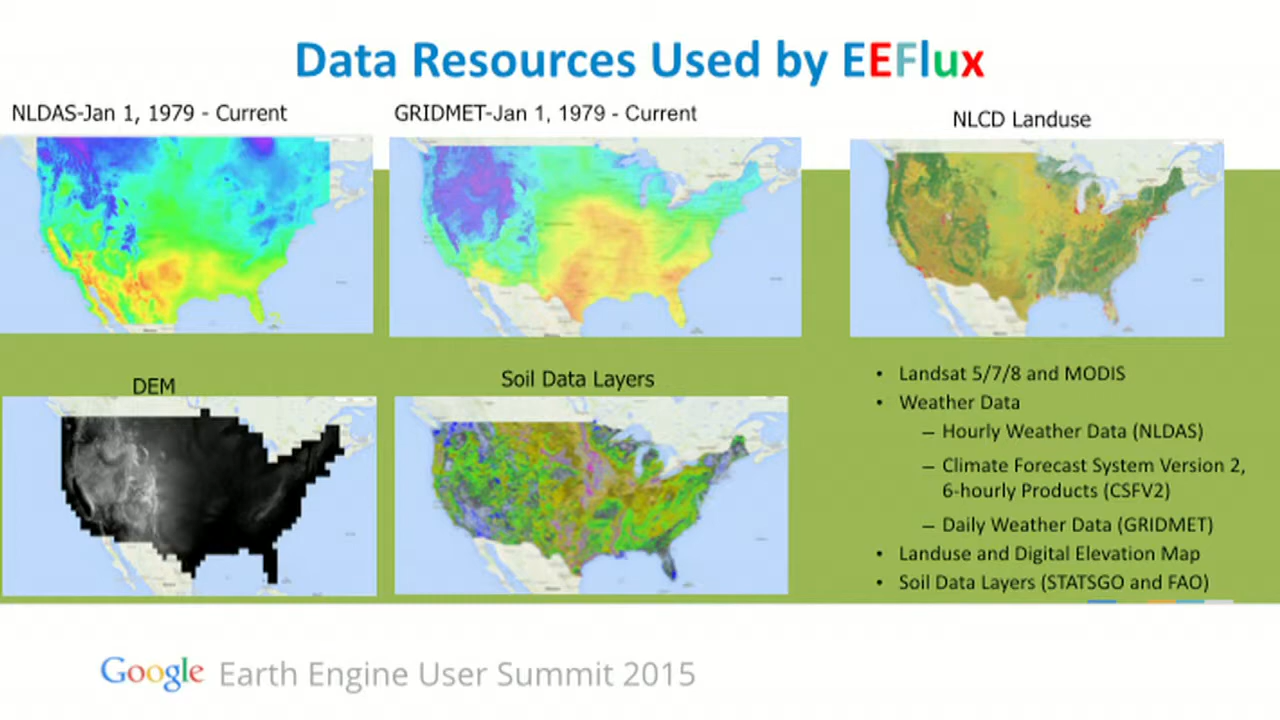 Data Resources Used by EEFlux
NLDAS-Jan 1, 1979 - Current
GRIDMET-Jan 1, 1979 - Current
NLCD Landuse
DEM
Soil Data Layers
• Landsat 5/7/8 and MODIS
• Weather Data
– Hourly Weather Data (NLDAS)
– Climate Forecast System Version 2,
6-hourly Products (CSFV2)
– Daily Weather Data (GRIDMET)
• Landuse and Digital Elevation Map
• Soil Data Layers (STATSGO and FAO)
Google Earth Engine User Summit 2015